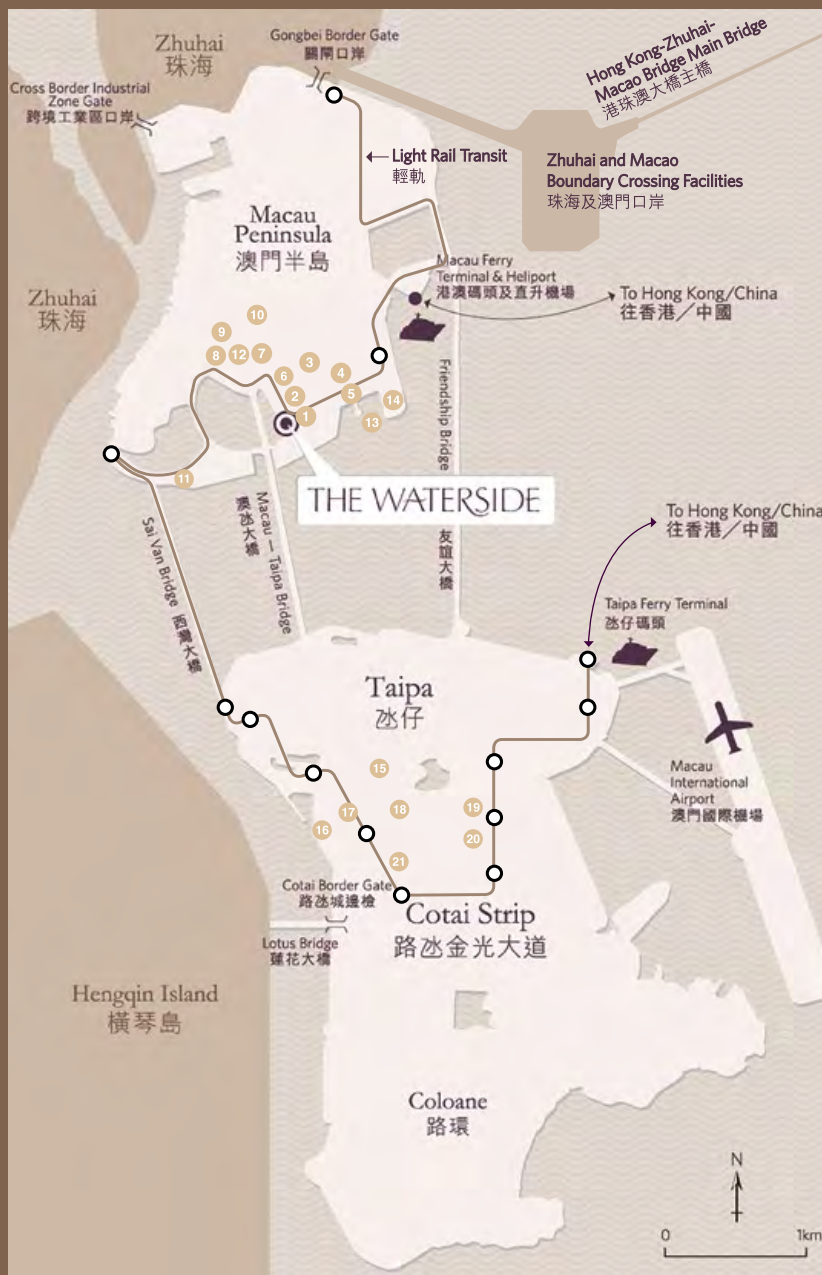 Zhuhai
珠海
Gongbei Border Gate
關閘口岸
Hong Kong-Zhuhai-
Macao Bridge Main Bridge
港珠澳大橋主橋
Cross Border Industrial
Zone Gate
跨境工業區口岸
Light Rail Transit
輕軌
Zhuhai and Macao
Boundary Crossing Facilities
珠海及澳門口岸
Macau
Peninsula
澳門半島
Macau Ferry
Terminal & Heliport
港澳碼頭及直升機場
To Hong Kong/China
往香港／中國
Zhuhai
珠海
10
9
8
12
7
3
6
4
2
5
14
1
13
11
THE WATERSIDE
Friendship Bridge 友誼大橋
Macau – Taipa Bridge
澳氹大橋
Sai Van Bridge 西灣大橋
To Hong Kong/China
往香港／中國
Taipa Ferry Terminal
氹仔碼頭
Taipa
氹仔
Macau
International
Airport
澳門國際機場
15
17
18
19
16
20
21
Cotai Border Gate
路氹城邊檢
Lotus Bridge
蓮花大橋
Cotai Strip
路氹金光大道
Hengqin Island
橫琴島
Coloane
路環
N
0 1km